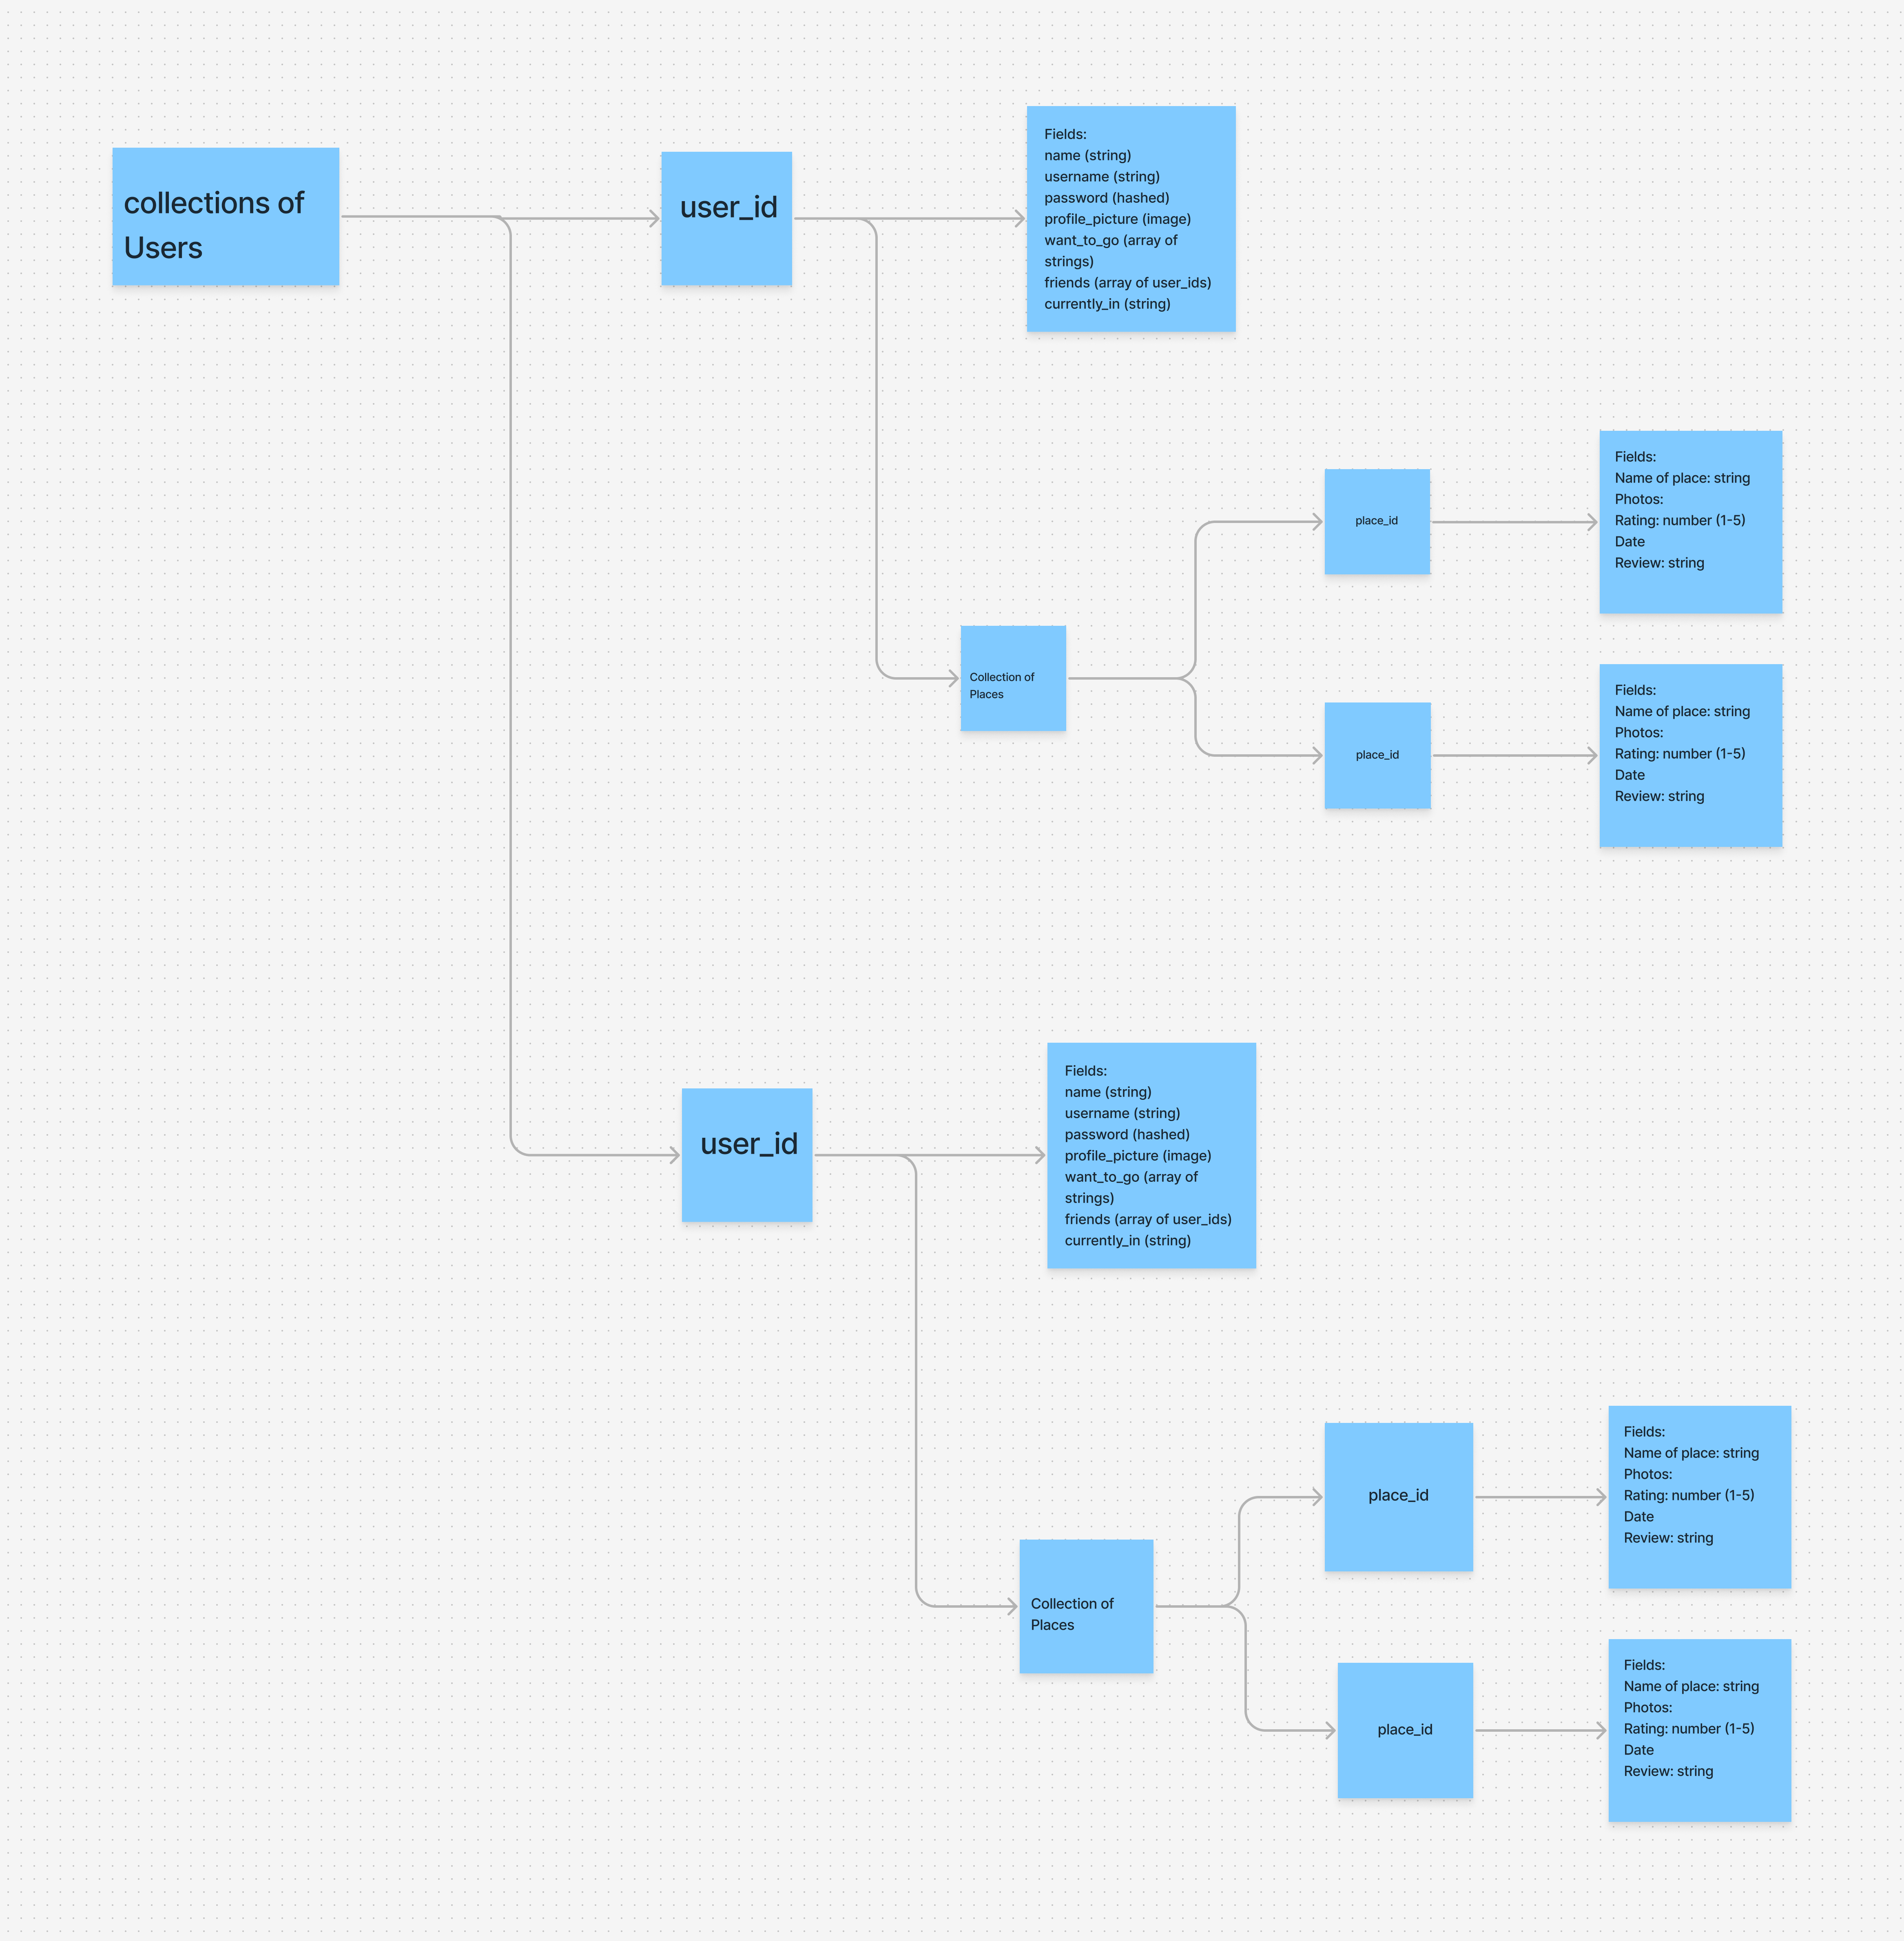 collections of
Users
user_id
Fields:
name (string)
username (string)
password (hashed)
profile_picture (image)
want_to_go (array of
strings)
friends (array of user_ids)
currently_in (string)
Collection of
Places
place_id
Fields:
Name of place: string
Photos:
Rating: number (1-5)
Date
Review: string
place_id
Fields:
Name of place: string
Photos:
Rating: number (1-5)
Date
Review: string
user_id
Fields:
name (string)
username (string)
password (hashed)
profile_picture (image)
want_to_go (array of
strings)
friends (array of user_ids)
currently_in (string)
Collection of
Places
place_id
Fields:
Name of place: string
Photos:
Rating: number (1-5)
Date
Review: string
place_id
Fields:
Name of place: string
Photos:
Rating: number (1-5)
Date
Review: string